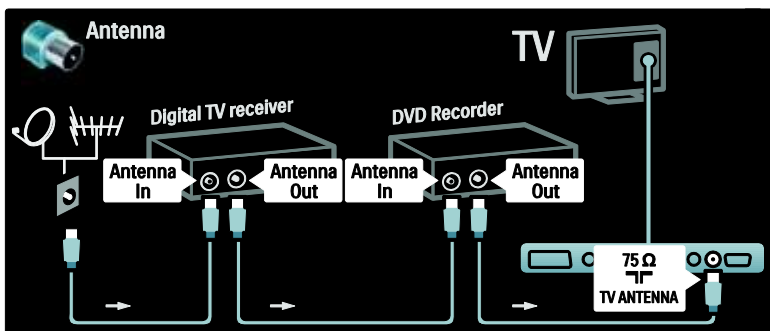 Antenna
TV
Digital TV receiver
DVD Recorder
Antenna
In
Antenna
Out
Antenna
In
Antenna
Out
75 Ω
TV ANTENNA